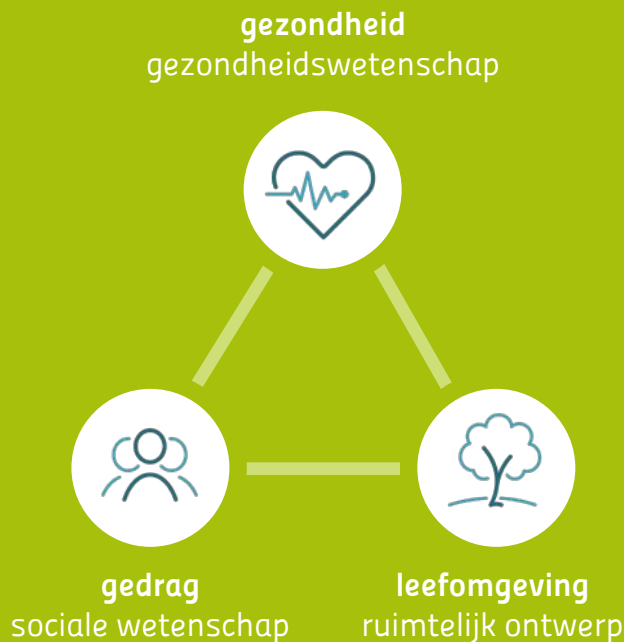 gezondheid
gezondheidswetenschap
gedrag
sociale wetenschap
leefomgeving
ruimtelijk ontwerp